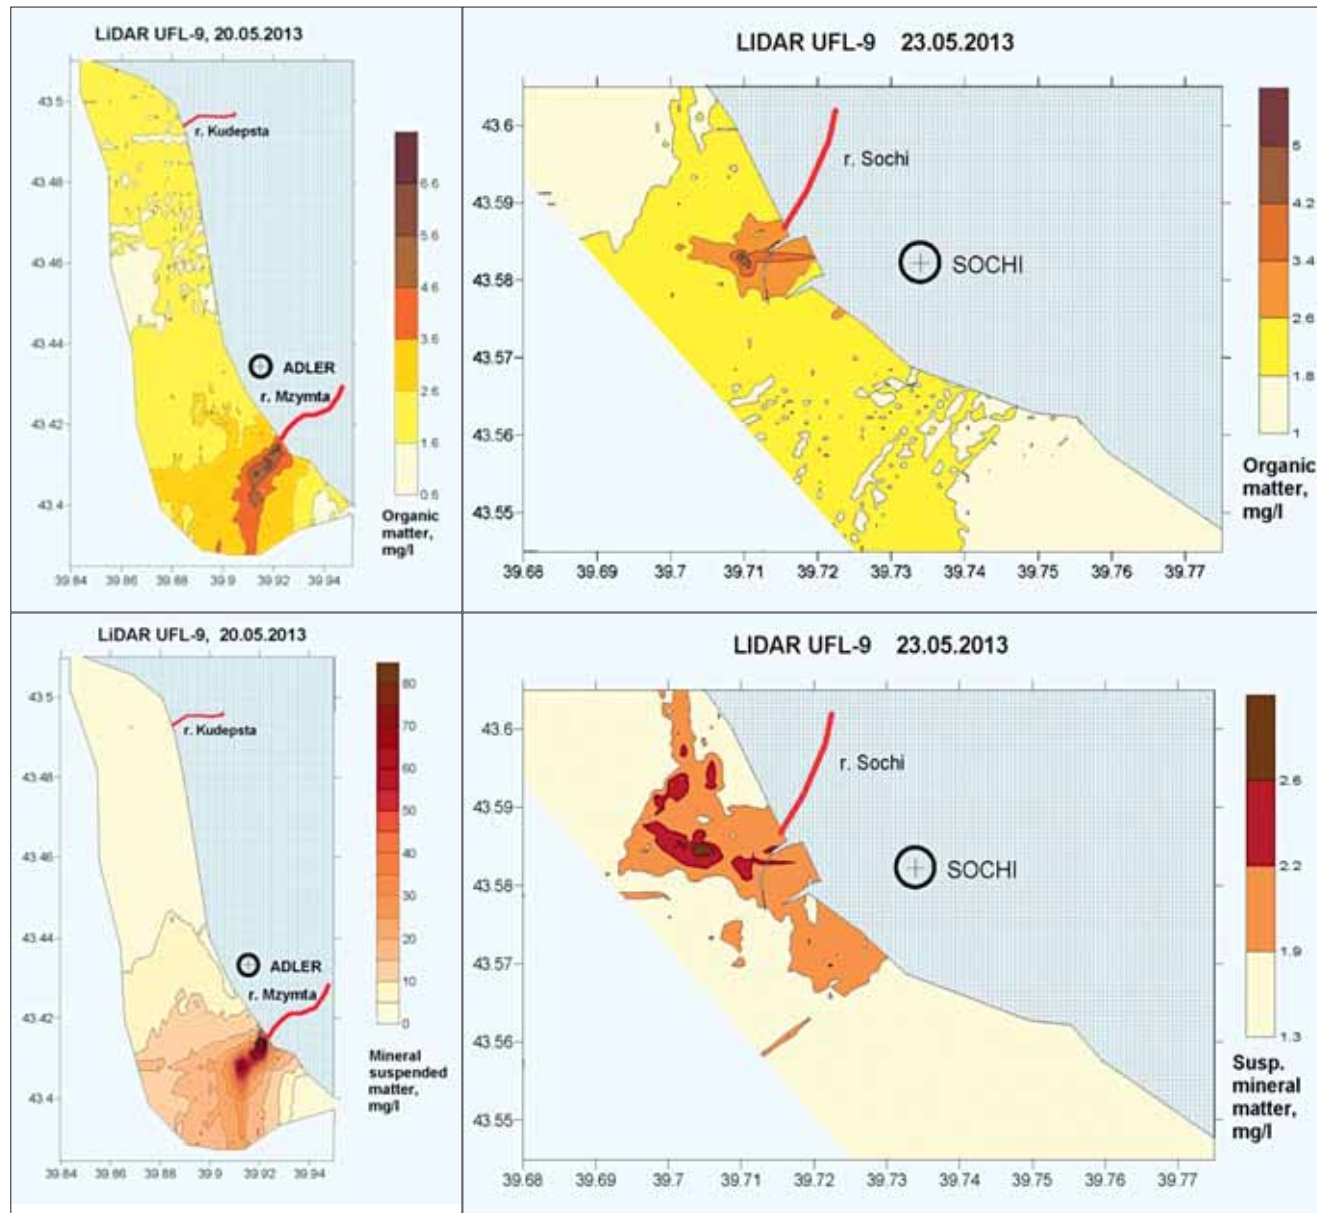 LiDAR UFL-9, 20.05.2013
43.5
43.48
43.46
43.44
43.42
43.4
r. Kudepsta
ADLER
r. Mzymta
6.6
5.6
4.6
3.6
2.6
1.6
0.6
Organic
matter,
mg/l
39.84 39.86 39.88 39.9 39.92 39.94
LIDAR UFL-9 23.05.2013
43.6
43.59
43.58
43.57
43.56
43.55
r. Sochi
SOCHI
5
4.2
3.4
2.6
1.8
1
Organic
matter,
mg/l
39.68 39.69 39.7 39.71 39.72 39.73 39.74 39.75 39.76 39.77
LiDAR UFL-9, 20.05.2013
43.5
43.48
43.46
43.44
43.42
43.4
r. Kudepsta
ADLER
r. Mzymta
80
70
60
50
40
30
20
10
0
Mineral
suspended
matter,
mg/l
39.84 39.86 39.88 39.9 39.92 39.94
LIDAR UFL-9 23.05.2013
43.6
43.59
43.58
43.57
43.56
43.55
r. Sochi
SOCHI
2.6
2.2
1.9
1.3
Susp.
mineral
matter,
mg/l
39.68 39.69 39.7 39.71 39.72 39.73 39.74 39.75 39.76 39.77